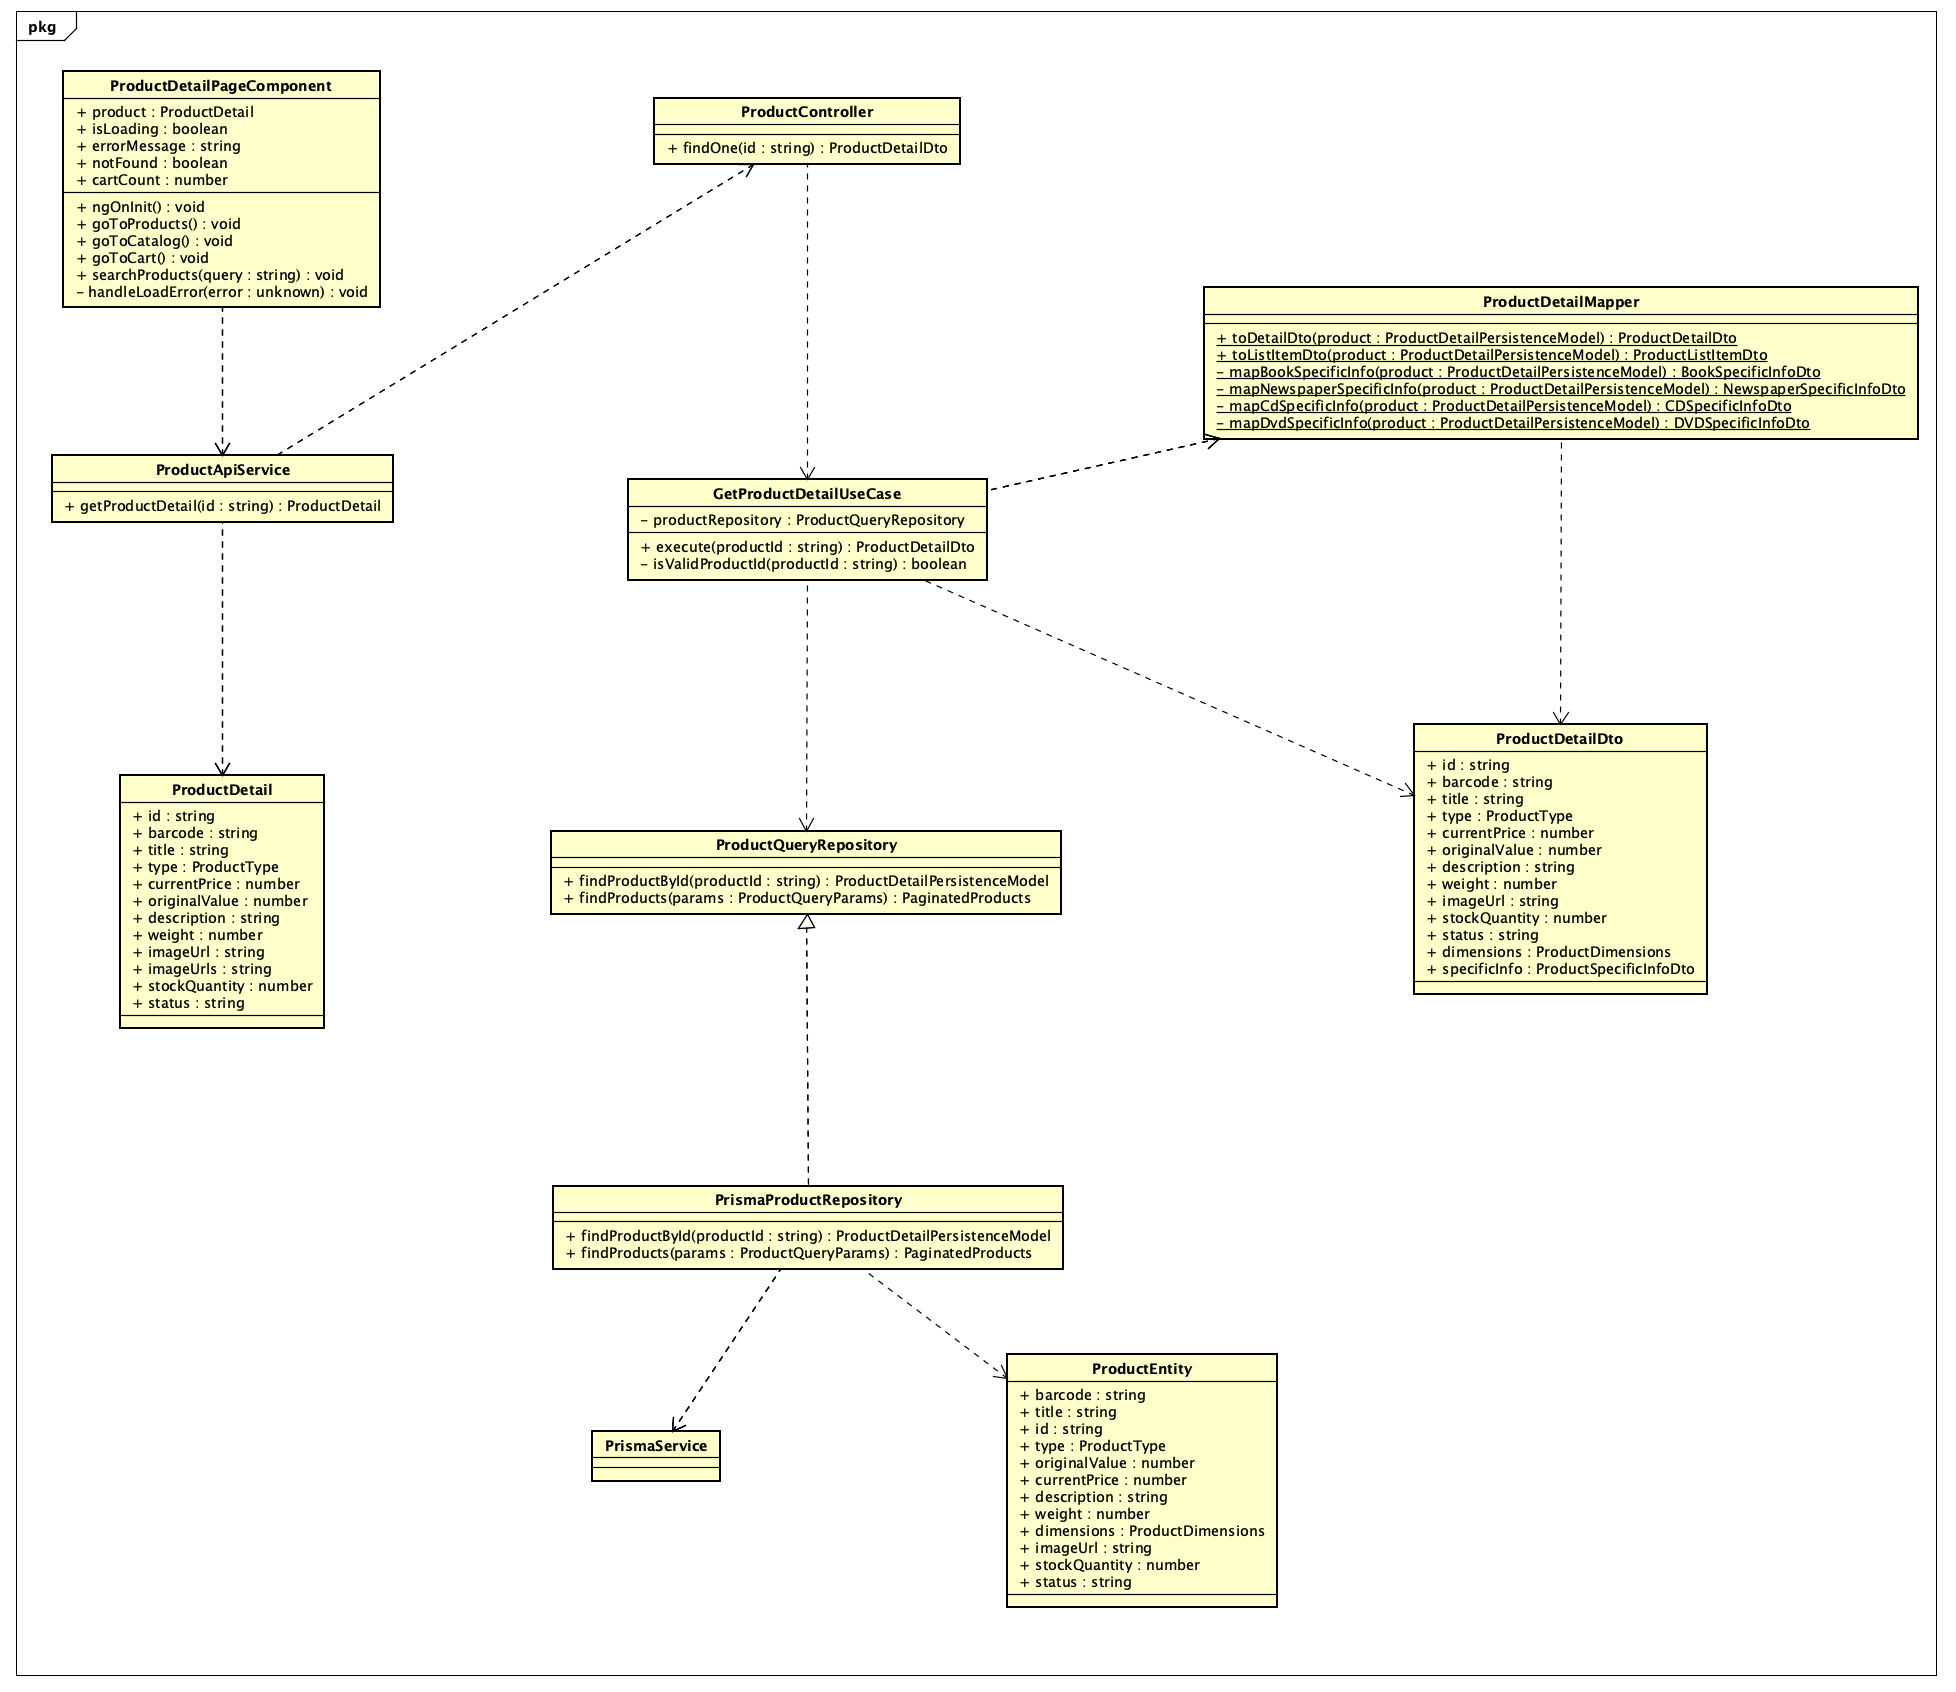 pkg
ProductDetailPageComponent
+ product : ProductDetail
+ isLoading : boolean
+ errorMessage : string
+ notFound : boolean
+ cartCount : number
+ ngOnInit() : void
+ goToProducts() : void
+ goToCatalog() : void
+ goToCart() : void
+ searchProducts(query : string) : void
- handleLoadError(error : unknown) : void
ProductController
+ findOne(id : string) : ProductDetailDto
ProductDetailMapper
+ toDetailDto(product : ProductDetailPersistenceModel) : ProductDetailDto
+ toListItemDto(product : ProductDetailPersistenceModel) : ProductListItemDto
- mapBookSpecificInfo(product : ProductDetailPersistenceModel) : BookSpecificInfoDto
- mapNewspaperSpecificInfo(product : ProductDetailPersistenceModel) : NewspaperSpecificInfoDto
- mapCdSpecificInfo(product : ProductDetailPersistenceModel) : CDSpecificInfoDto
- mapDvdSpecificInfo(product : ProductDetailPersistenceModel) : DVDSpecificInfoDto
ProductApiService
+ getProductDetail(id : string) : ProductDetail
GetProductDetailUseCase
- productRepository : ProductQueryRepository
+ execute(productId : string) : ProductDetailDto
- isValidProductId(productId : string) : boolean
ProductDetail
+ id : string
+ barcode : string
+ title : string
+ type : ProductType
+ currentPrice : number
+ originalValue : number
+ description : string
+ weight : number
+ imageUrl : string
+ imageUrls : string
+ stockQuantity : number
+ status : string
ProductQueryRepository
+ findProductById(productId : string) : ProductDetailPersistenceModel
+ findProducts(params : ProductQueryParams) : PaginatedProducts
ProductDetailDto
+ id : string
+ barcode : string
+ title : string
+ type : ProductType
+ currentPrice : number
+ originalValue : number
+ description : string
+ weight : number
+ imageUrl : string
+ stockQuantity : number
+ status : string
+ dimensions : ProductDimensions
+ specificInfo : ProductSpecificInfoDto
PrismaProductRepository
+ findProductById(productId : string) : ProductDetailPersistenceModel
+ findProducts(params : ProductQueryParams) : PaginatedProducts
PrismaService
ProductEntity
+ barcode : string
+ title : string
+ id : string
+ type : ProductType
+ originalValue : number
+ currentPrice : number
+ description : string
+ weight : number
+ dimensions : ProductDimensions
+ imageUrl : string
+ stockQuantity : number
+ status : string